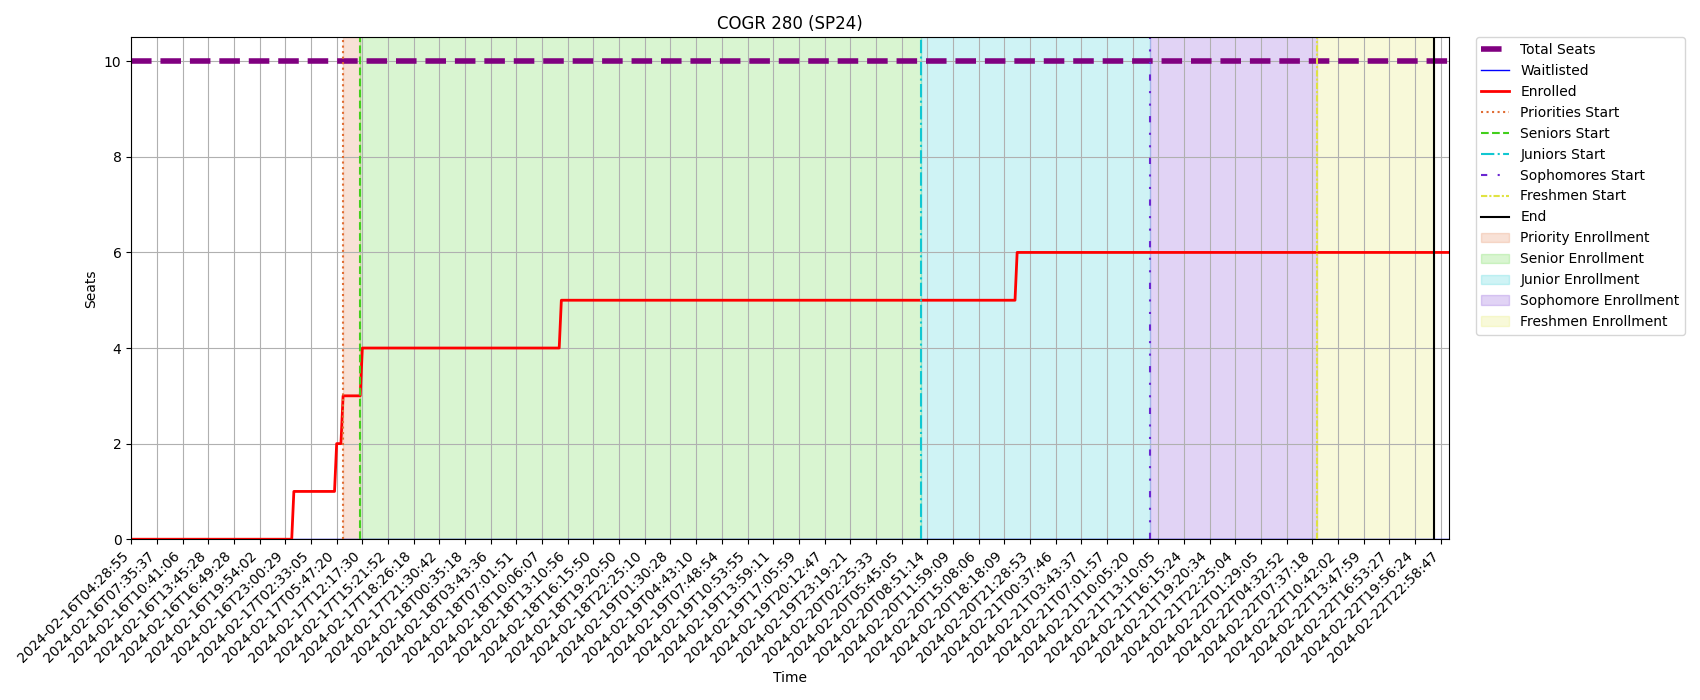 COGR 280 (SP24)
Seats
10
8
6
4
2
0
2024-02-16T04:28:55
2024-02-16T07:35:37
2024-02-16T10:41:06
2024-02-16T13:45:28
2024-02-16T16:49:28
2024-02-16T19:54:02
2024-02-16T23:00:29
2024-02-17T02:33:05
2024-02-17T05:47:20
2024-02-17T12:17:30
2024-02-17T15:21:52
2024-02-17T18:26:18
2024-02-17T21:30:42
2024-02-18T00:35:18
2024-02-18T03:43:36
2024-02-18T07:01:51
2024-02-18T10:06:07
2024-02-18T13:10:56
2024-02-18T16:15:50
2024-02-18T19:20:50
2024-02-18T22:25:10
2024-02-19T01:30:28
2024-02-19T04:43:10
2024-02-19T07:48:54
2024-02-19T10:53:55
2024-02-19T13:59:11
2024-02-19T17:05:59
2024-02-19T20:12:47
2024-02-19T23:19:21
2024-02-20T02:25:33
2024-02-20T05:45:05
2024-02-20T08:51:14
2024-02-20T11:59:09
2024-02-20T15:08:06
2024-02-20T18:18:09
2024-02-20T21:28:53
2024-02-21T00:37:46
2024-02-21T03:43:37
2024-02-21T07:01:57
2024-02-21T10:05:20
2024-02-21T13:10:05
2024-02-21T16:15:24
2024-02-21T19:20:34
2024-02-21T22:25:04
2024-02-22T01:29:05
2024-02-22T04:32:52
2024-02-22T07:37:18
2024-02-22T10:42:02
2024-02-22T13:47:59
2024-02-22T16:53:27
2024-02-22T19:56:24
2024-02-22T22:58:47
Time
Total Seats
Waitlisted
Enrolled
Priorities Start
Seniors Start
Juniors Start
Sophomores Start
Freshmen Start
End
Priority Enrollment
Senior Enrollment
Junior Enrollment
Sophomore Enrollment
Freshmen Enrollment